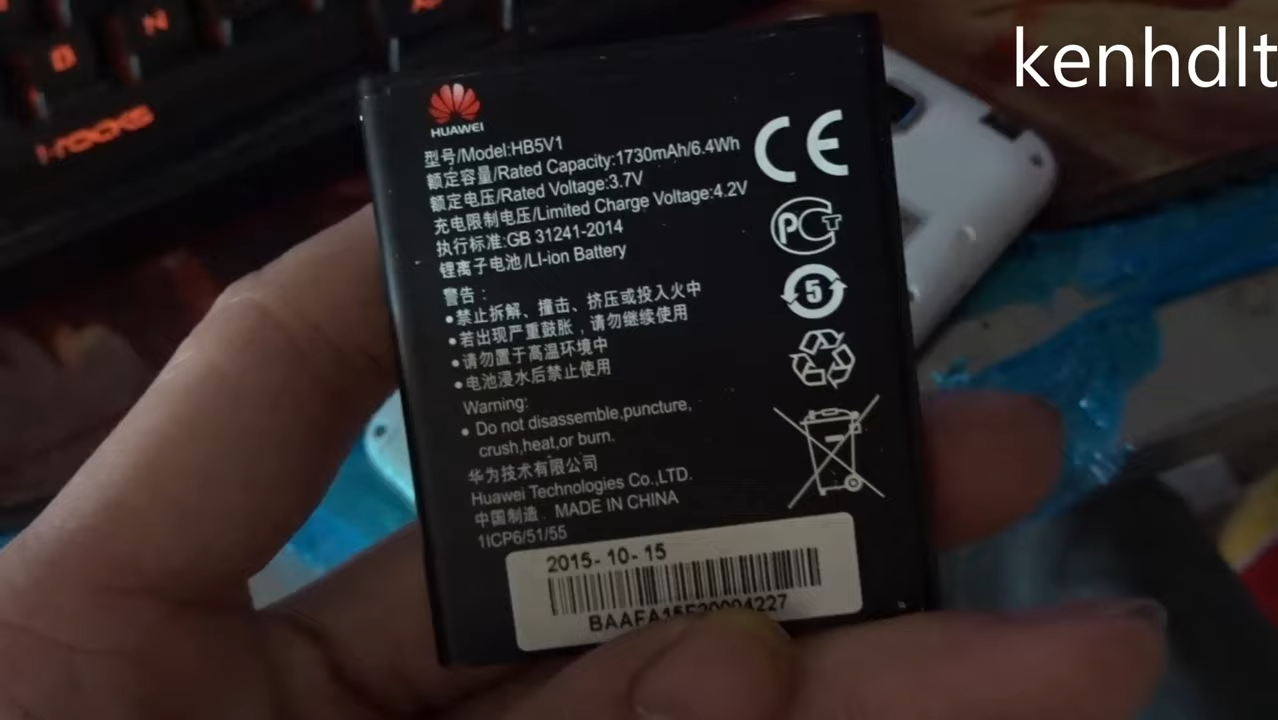 kenhdlt
N
B
i-rocks
HUAWEI
型号/Model:HB5V1
额定容量/Rated Capacity:1730mAh/6.4Wh
额定电压/Rated Voltage:3.7V
充电限制电压/Limited Charge Voltage:4.2V
执行标准:GB 31241-2014
锂离子电池/LI-ion Battery
警告：
•禁止拆解、撞击、挤压或投入火中
•若出现严重鼓胀，请勿继续使用
•请勿置于高温环境中
•电池浸水后禁止使用
Warning:
• Do not disassemble,puncture,
crush,heat,or burn.
华为技术有限公司
Huawei Technologies Co.,LTD.
中国制造．MADE IN CHINA
1ICP6/51/55
CE
PCT
5
2015-10-15